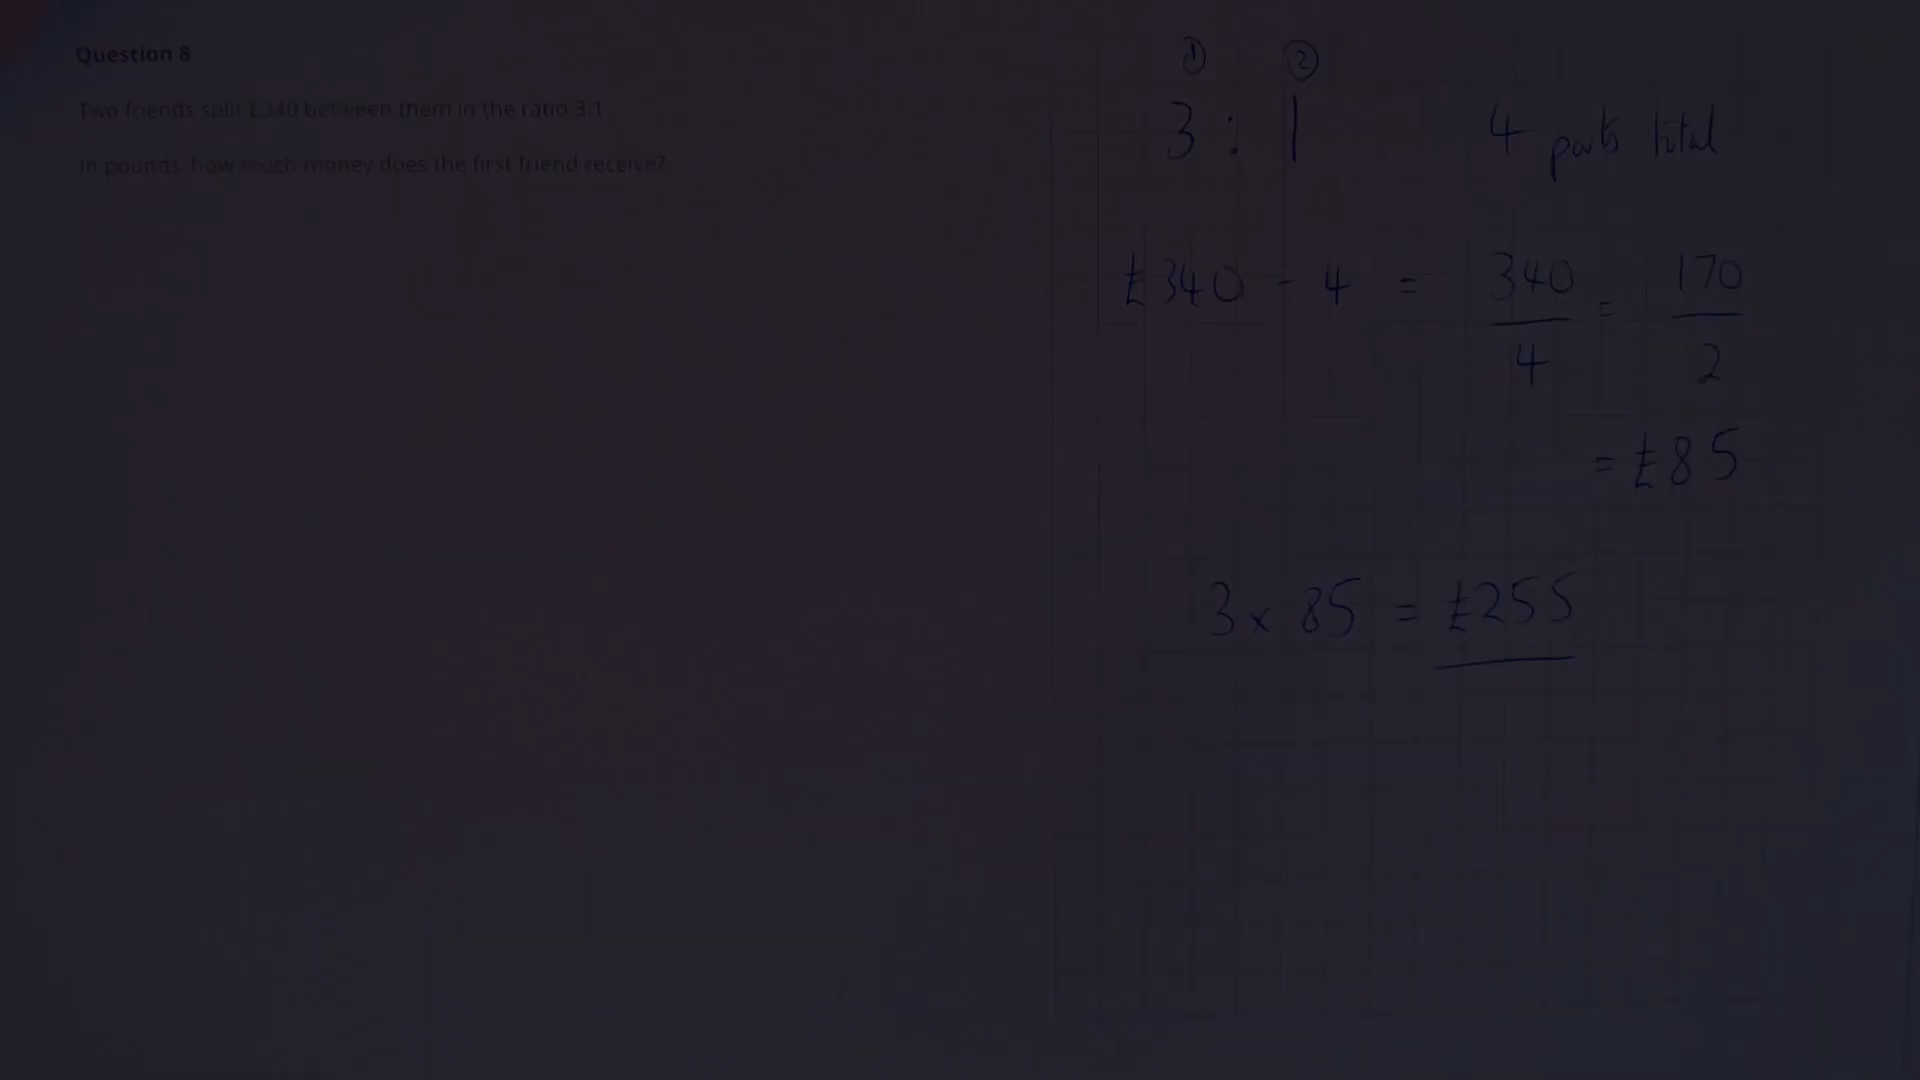 Question 8
Two friends split £340 between them in the ratio 3:1
In pounds, how much money does the first friend receive?
① ②
3 : 1 4 parts total
£340 ÷ 4 = 340/4 = 170/2
= £85
3 x 85 = £255